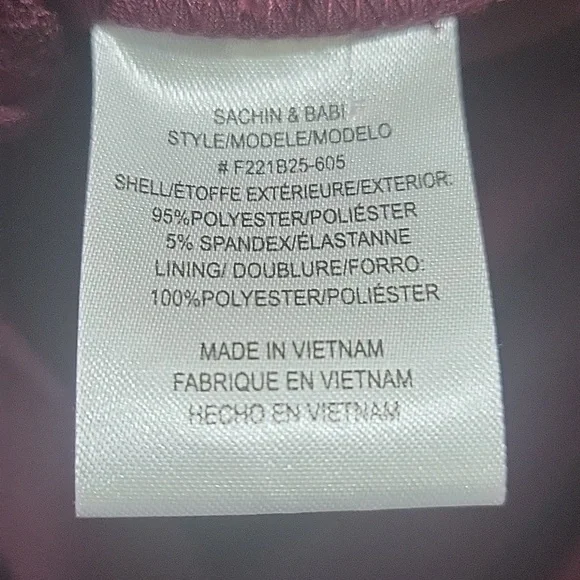 SACHIN & BABI
STYLE/MODELE/MODELO
# F221B25-605
SHELL/ÉTOFFE EXTÉRIEURE/EXTERIOR:
95%POLYESTER/POLIÉSTER
5% SPANDEX/ÉLASTANNE
LINING/ DOUBLURE/FORRO:
100%POLYESTER/POLIÉSTER
MADE IN VIETNAM
FABRIQUE EN VIETNAM
HECHO EN VIETNAM